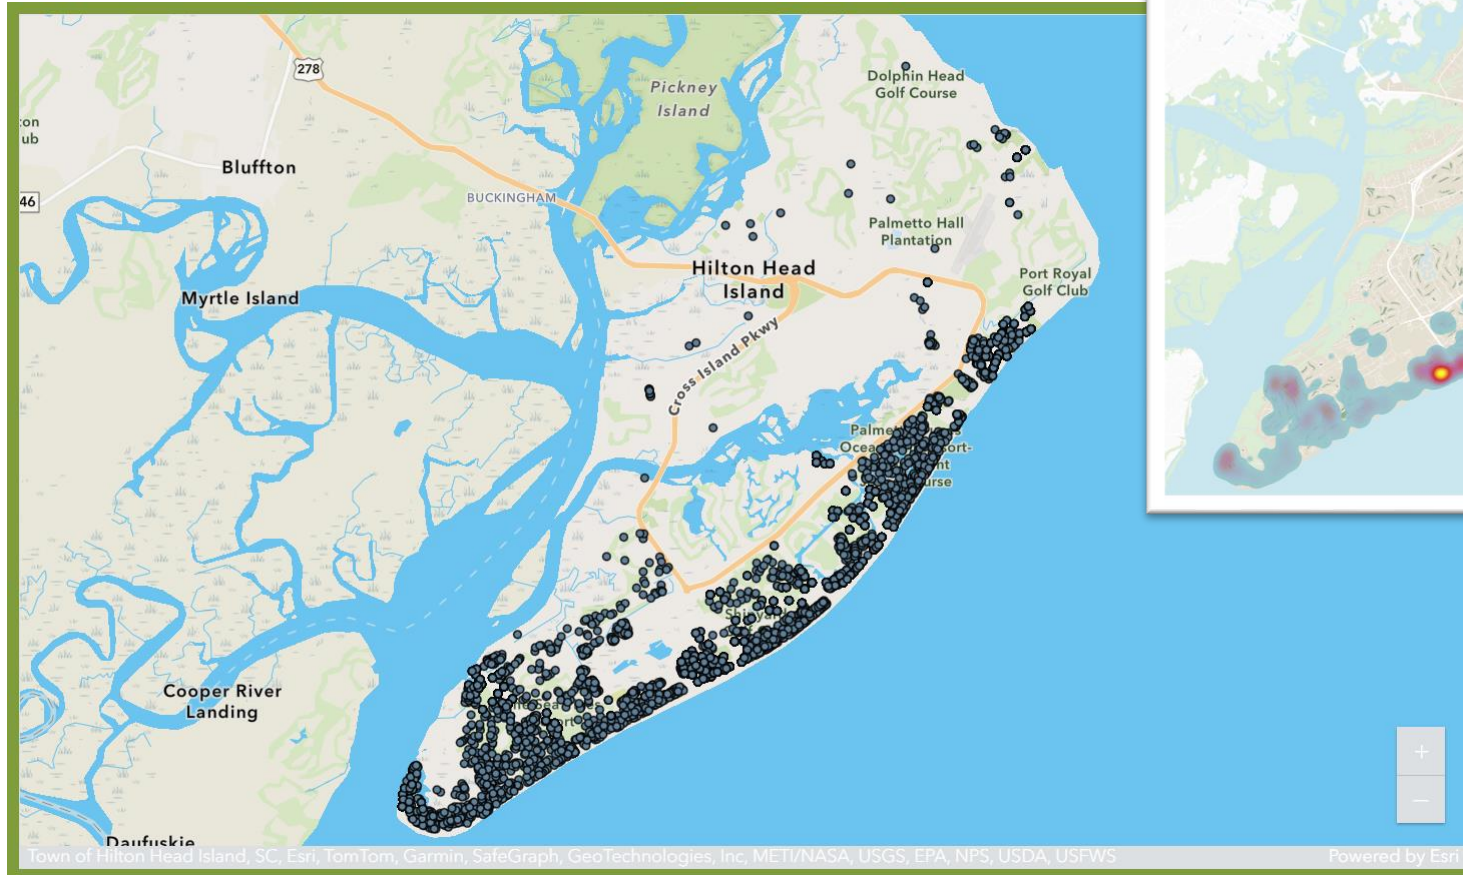 278
Pickney
Island
Dolphin Head
Golf Course
ton
ub
Bluffton
46
BUCKINGHAM
Palmetto Hall
Plantation
Hilton Head
Island
Port Royal
Golf Club
Myrtle Island
Cross Island Pkwy
Cooper River
Landing
Daufuskie
+
−
Town of Hilton Head Island, SC, Esri, TomTom, Garmin, SafeGraph, GeoTechnologies, Inc, METI/NASA, USGS, EPA, NPS, USDA, USFWS
Powered by Esri